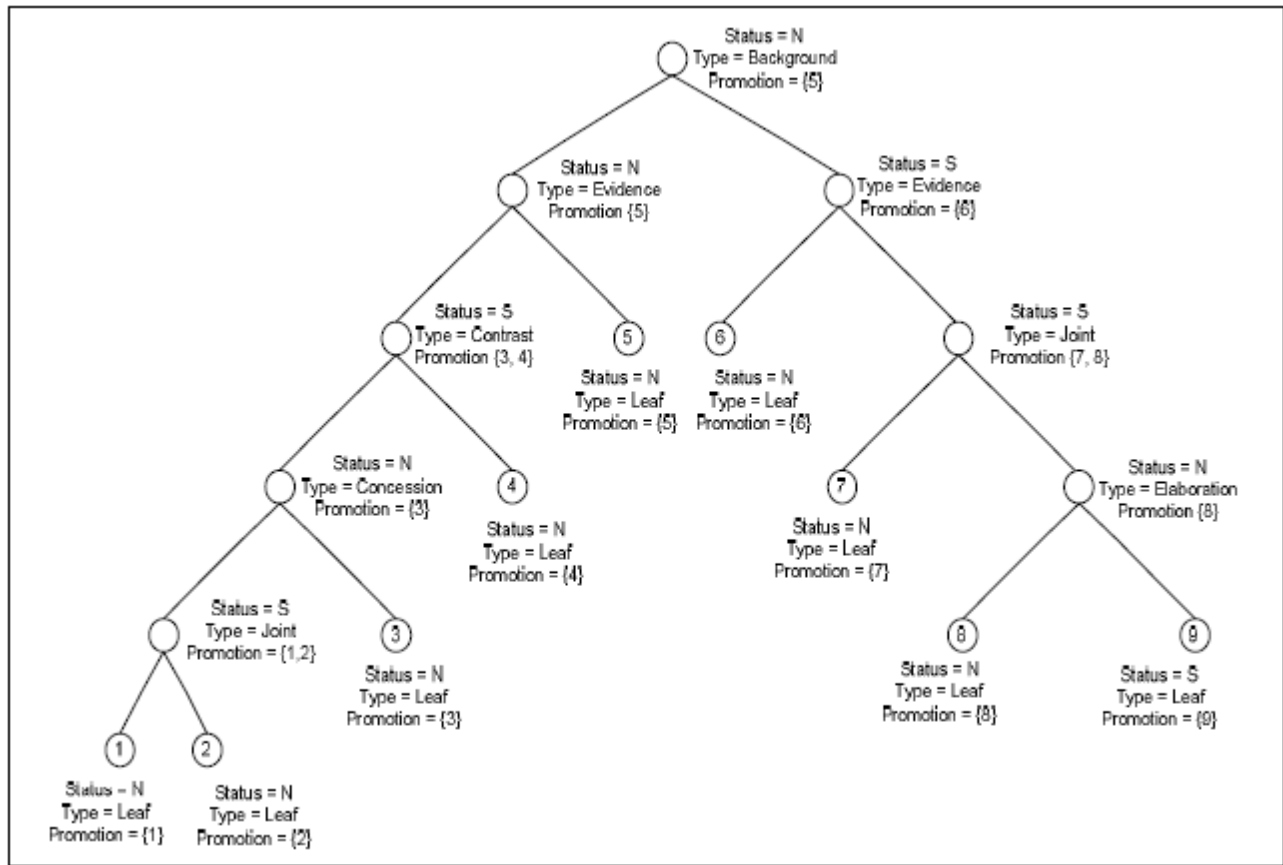 Status = N
Type = Background
Promotion = {5}
Status = N
Type = Evidence
Promotion {5}
Status = S
Type = Evidence
Promotion = {6}
Status = S
Type = Contrast
Promotion {3, 4}
5
Status = N
Type = Leaf
Promotion = {5}
6
Status = N
Type = Leaf
Promotion = {6}
Status = S
Type = Joint
Promotion {7, 8}
Status = N
Type = Concession
Promotion = {3}
4
Status = N
Type = Leaf
Promotion = {4}
7
Status = N
Type = Leaf
Promotion = {7}
Status = N
Type = Elaboration
Promotion {8}
Status = S
Type = Joint
Promotion = {1,2}
3
Status = N
Type = Leaf
Promotion = {3}
8
Status = N
Type = Leaf
Promotion = {8}
9
Status = S
Type = Leaf
Promotion = {9}
1
Status = N
Type = Leaf
Promotion = {1}
2
Status = N
Type = Leaf
Promotion = {2}